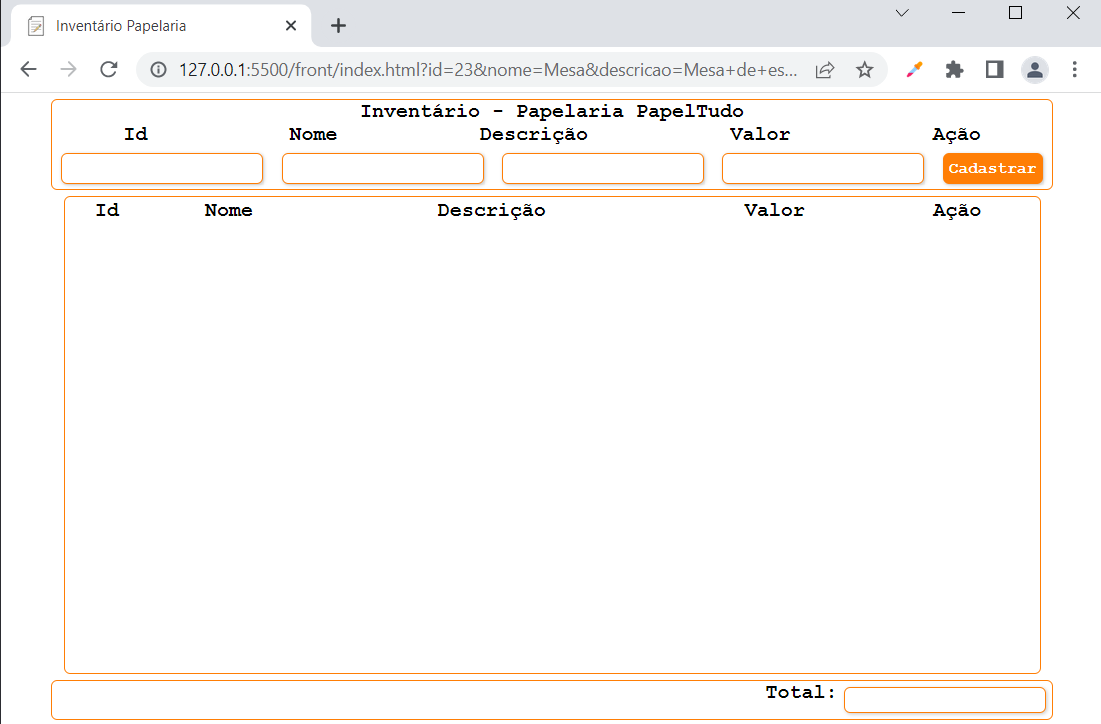 Inventário Papelaria
127.0.0.1:5500/front/index.html?id=23&nome=Mesa&descricao=Mesa+de+es...
Inventário - Papelaria PapelTudo
Id Nome Descrição Valor Ação
Cadastrar
Id Nome Descrição Valor Ação
Total: